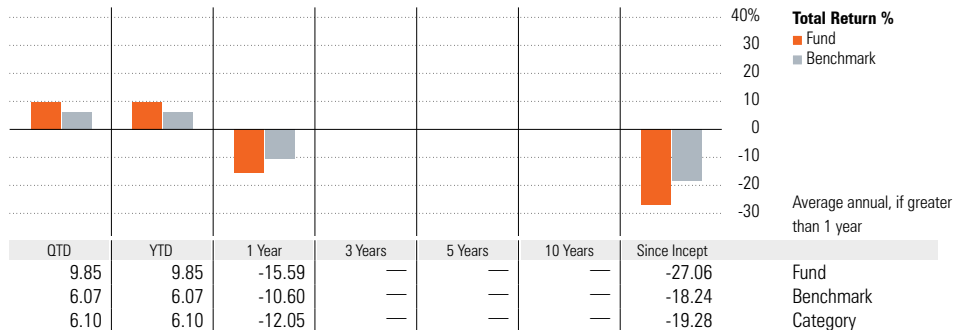 40%
30
20
10
0
-10
-20
-30
Total Return %
Fund
Benchmark
Average annual, if greater
than 1 year
QTD YTD 1 Year 3 Years 5 Years 10 Years Since Incept
9.85 9.85 -15.59 — — — -27.06 Fund
6.07 6.07 -10.60 — — — -18.24 Benchmark
6.10 6.10 -12.05 — — — -19.28 Category